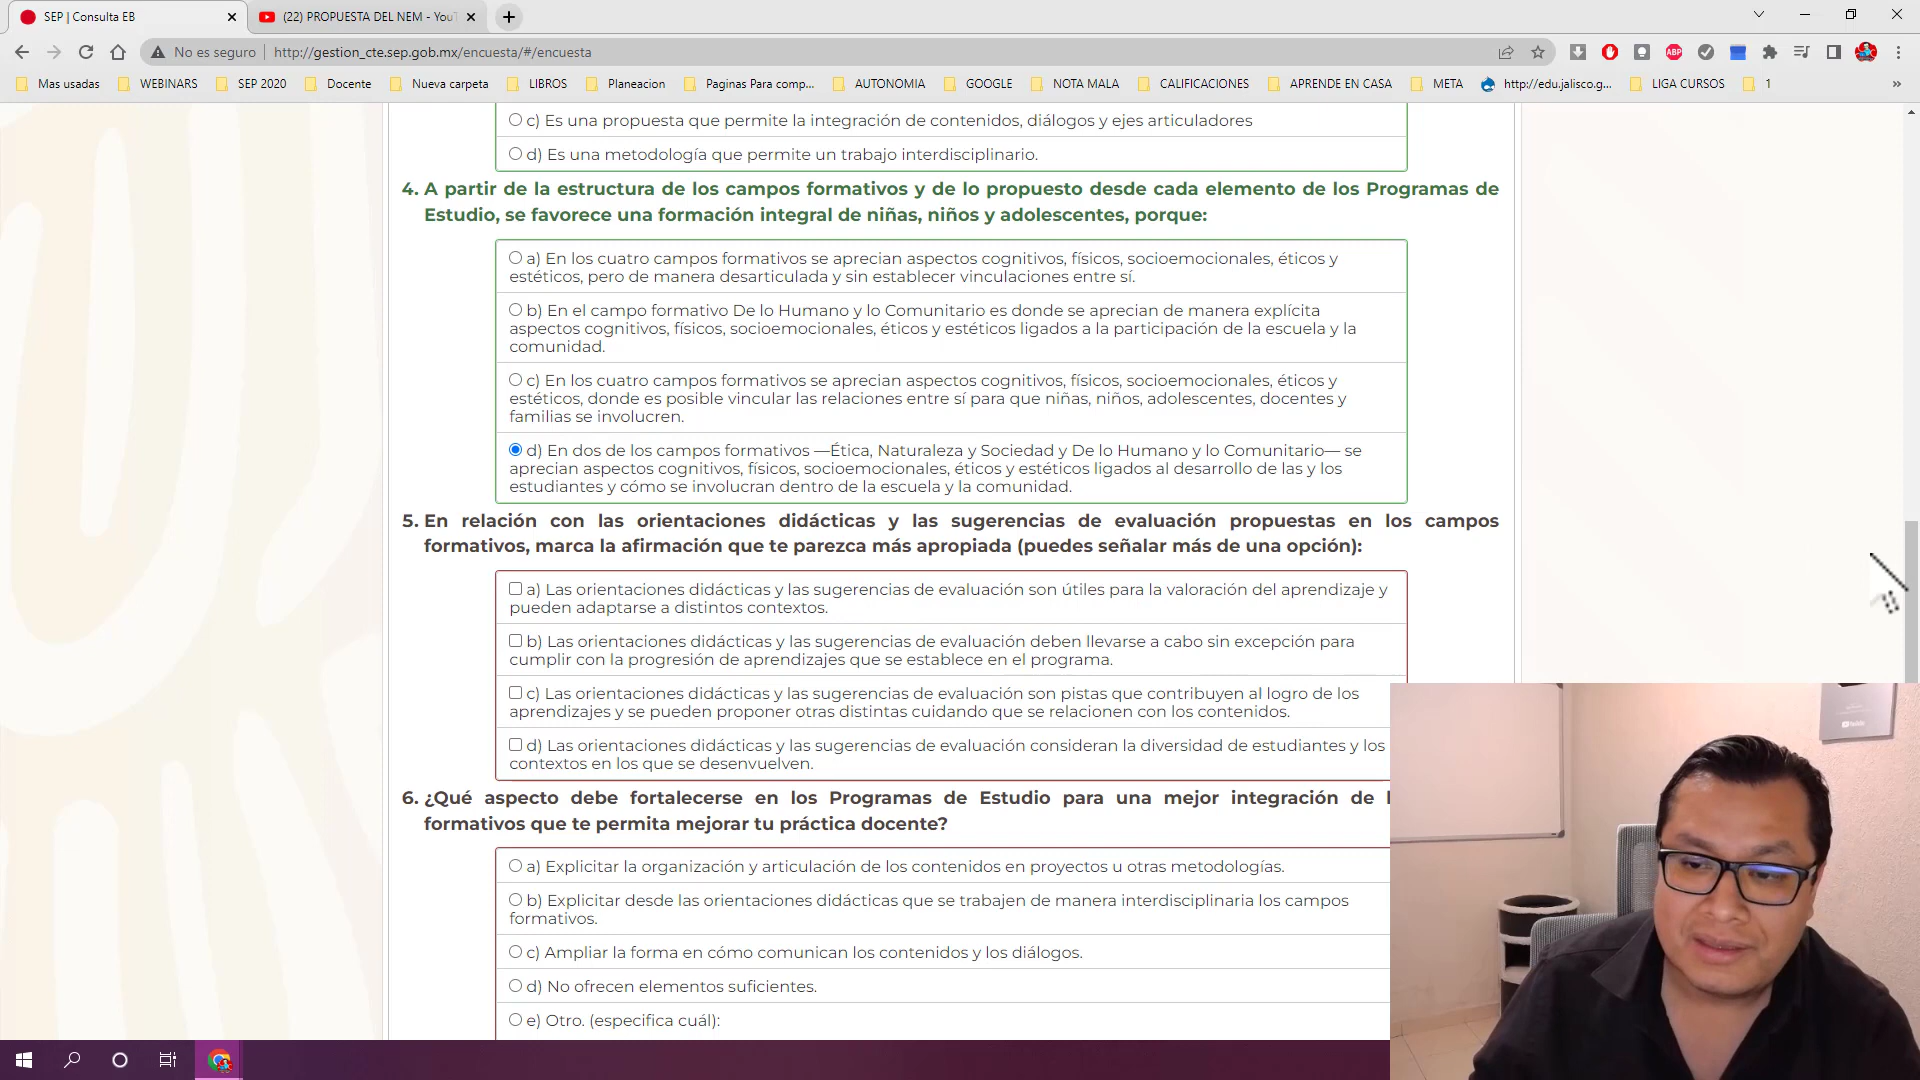 SEP | Consulta EB
(22) PROPUESTA DEL NEM - YouT
No es seguro
http://gestion_cte.sep.gob.mx/encuesta/#/encuesta
ABP
Mas usadas
WEBINARS
SEP 2020
Docente
Nueva carpeta
LIBROS
Planeacion
Paginas Para comp...
AUTONOMIA
GOOGLE
NOTA MALA
CALIFICACIONES
APRENDE EN CASA
META
http://edu.jalisco.g...
LIGA CURSOS
1
»
c) Es una propuesta que permite la integración de contenidos, diálogos y ejes articuladores
d) Es una metodología que permite un trabajo interdisciplinario.
4. A partir de la estructura de los campos formativos y de lo propuesto desde cada elemento de los Programas de
Estudio, se favorece una formación integral de niñas, niños y adolescentes, porque:
a) En los cuatro campos formativos se aprecian aspectos cognitivos, físicos, socioemocionales, éticos y
estéticos, pero de manera desarticulada y sin establecer vinculaciones entre sí.
b) En el campo formativo De lo Humano y lo Comunitario es donde se aprecian de manera explícita
aspectos cognitivos, físicos, socioemocionales, éticos y estéticos ligados a la participación de la escuela y la
comunidad.
c) En los cuatro campos formativos se aprecian aspectos cognitivos, físicos, socioemocionales, éticos y
estéticos, donde es posible vincular las relaciones entre sí para que niñas, niños, adolescentes, docentes y
familias se involucren.
d) En dos de los campos formativos —Ética, Naturaleza y Sociedad y De lo Humano y lo Comunitario— se
aprecian aspectos cognitivos, físicos, socioemocionales, éticos y estéticos ligados al desarrollo de las y los
estudiantes y cómo se involucran dentro de la escuela y la comunidad.
5. En relación con las orientaciones didácticas y las sugerencias de evaluación propuestas en los campos
formativos, marca la afirmación que te parezca más apropiada (puedes señalar más de una opción):
a) Las orientaciones didácticas y las sugerencias de evaluación son útiles para la valoración del aprendizaje y
pueden adaptarse a distintos contextos.
b) Las orientaciones didácticas y las sugerencias de evaluación deben llevarse a cabo sin excepción para
cumplir con la progresión de aprendizajes que se establece en el programa.
c) Las orientaciones didácticas y las sugerencias de evaluación son pistas que contribuyen al logro de los
aprendizajes y se pueden proponer otras distintas cuidando que se relacionen con los contenidos.
d) Las orientaciones didácticas y las sugerencias de evaluación consideran la diversidad de estudiantes y los
contextos en los que se desenvuelven.
6. ¿Qué aspecto debe fortalecerse en los Programas de Estudio para una mejor integración de
formativos que te permita mejorar tu práctica docente?
a) Explicitar la organización y articulación de los contenidos en proyectos u otras metodologías.
b) Explicitar desde las orientaciones didácticas que se trabajen de manera interdisciplinaria los campos
formativos.
c) Ampliar la forma en cómo comunican los contenidos y los diálogos.
d) No ofrecen elementos suficientes.
e) Otro. (especifica cuál):